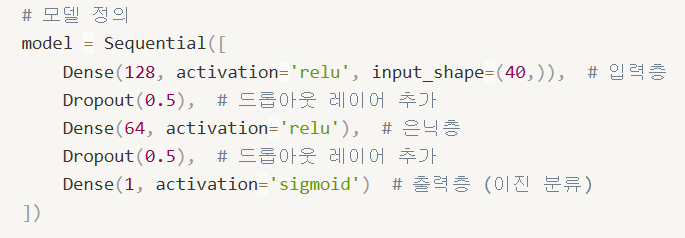 # 모델 정의
model = Sequential([
    Dense(128, activation='relu', input_shape=(40,)),  # 입력층
    Dropout(0.5),  # 드롭아웃 레이어 추가
    Dense(64, activation='relu'),  # 은닉층
    Dropout(0.5),  # 드롭아웃 레이어 추가
    Dense(1, activation='sigmoid')  # 출력층 (이진 분류)
])